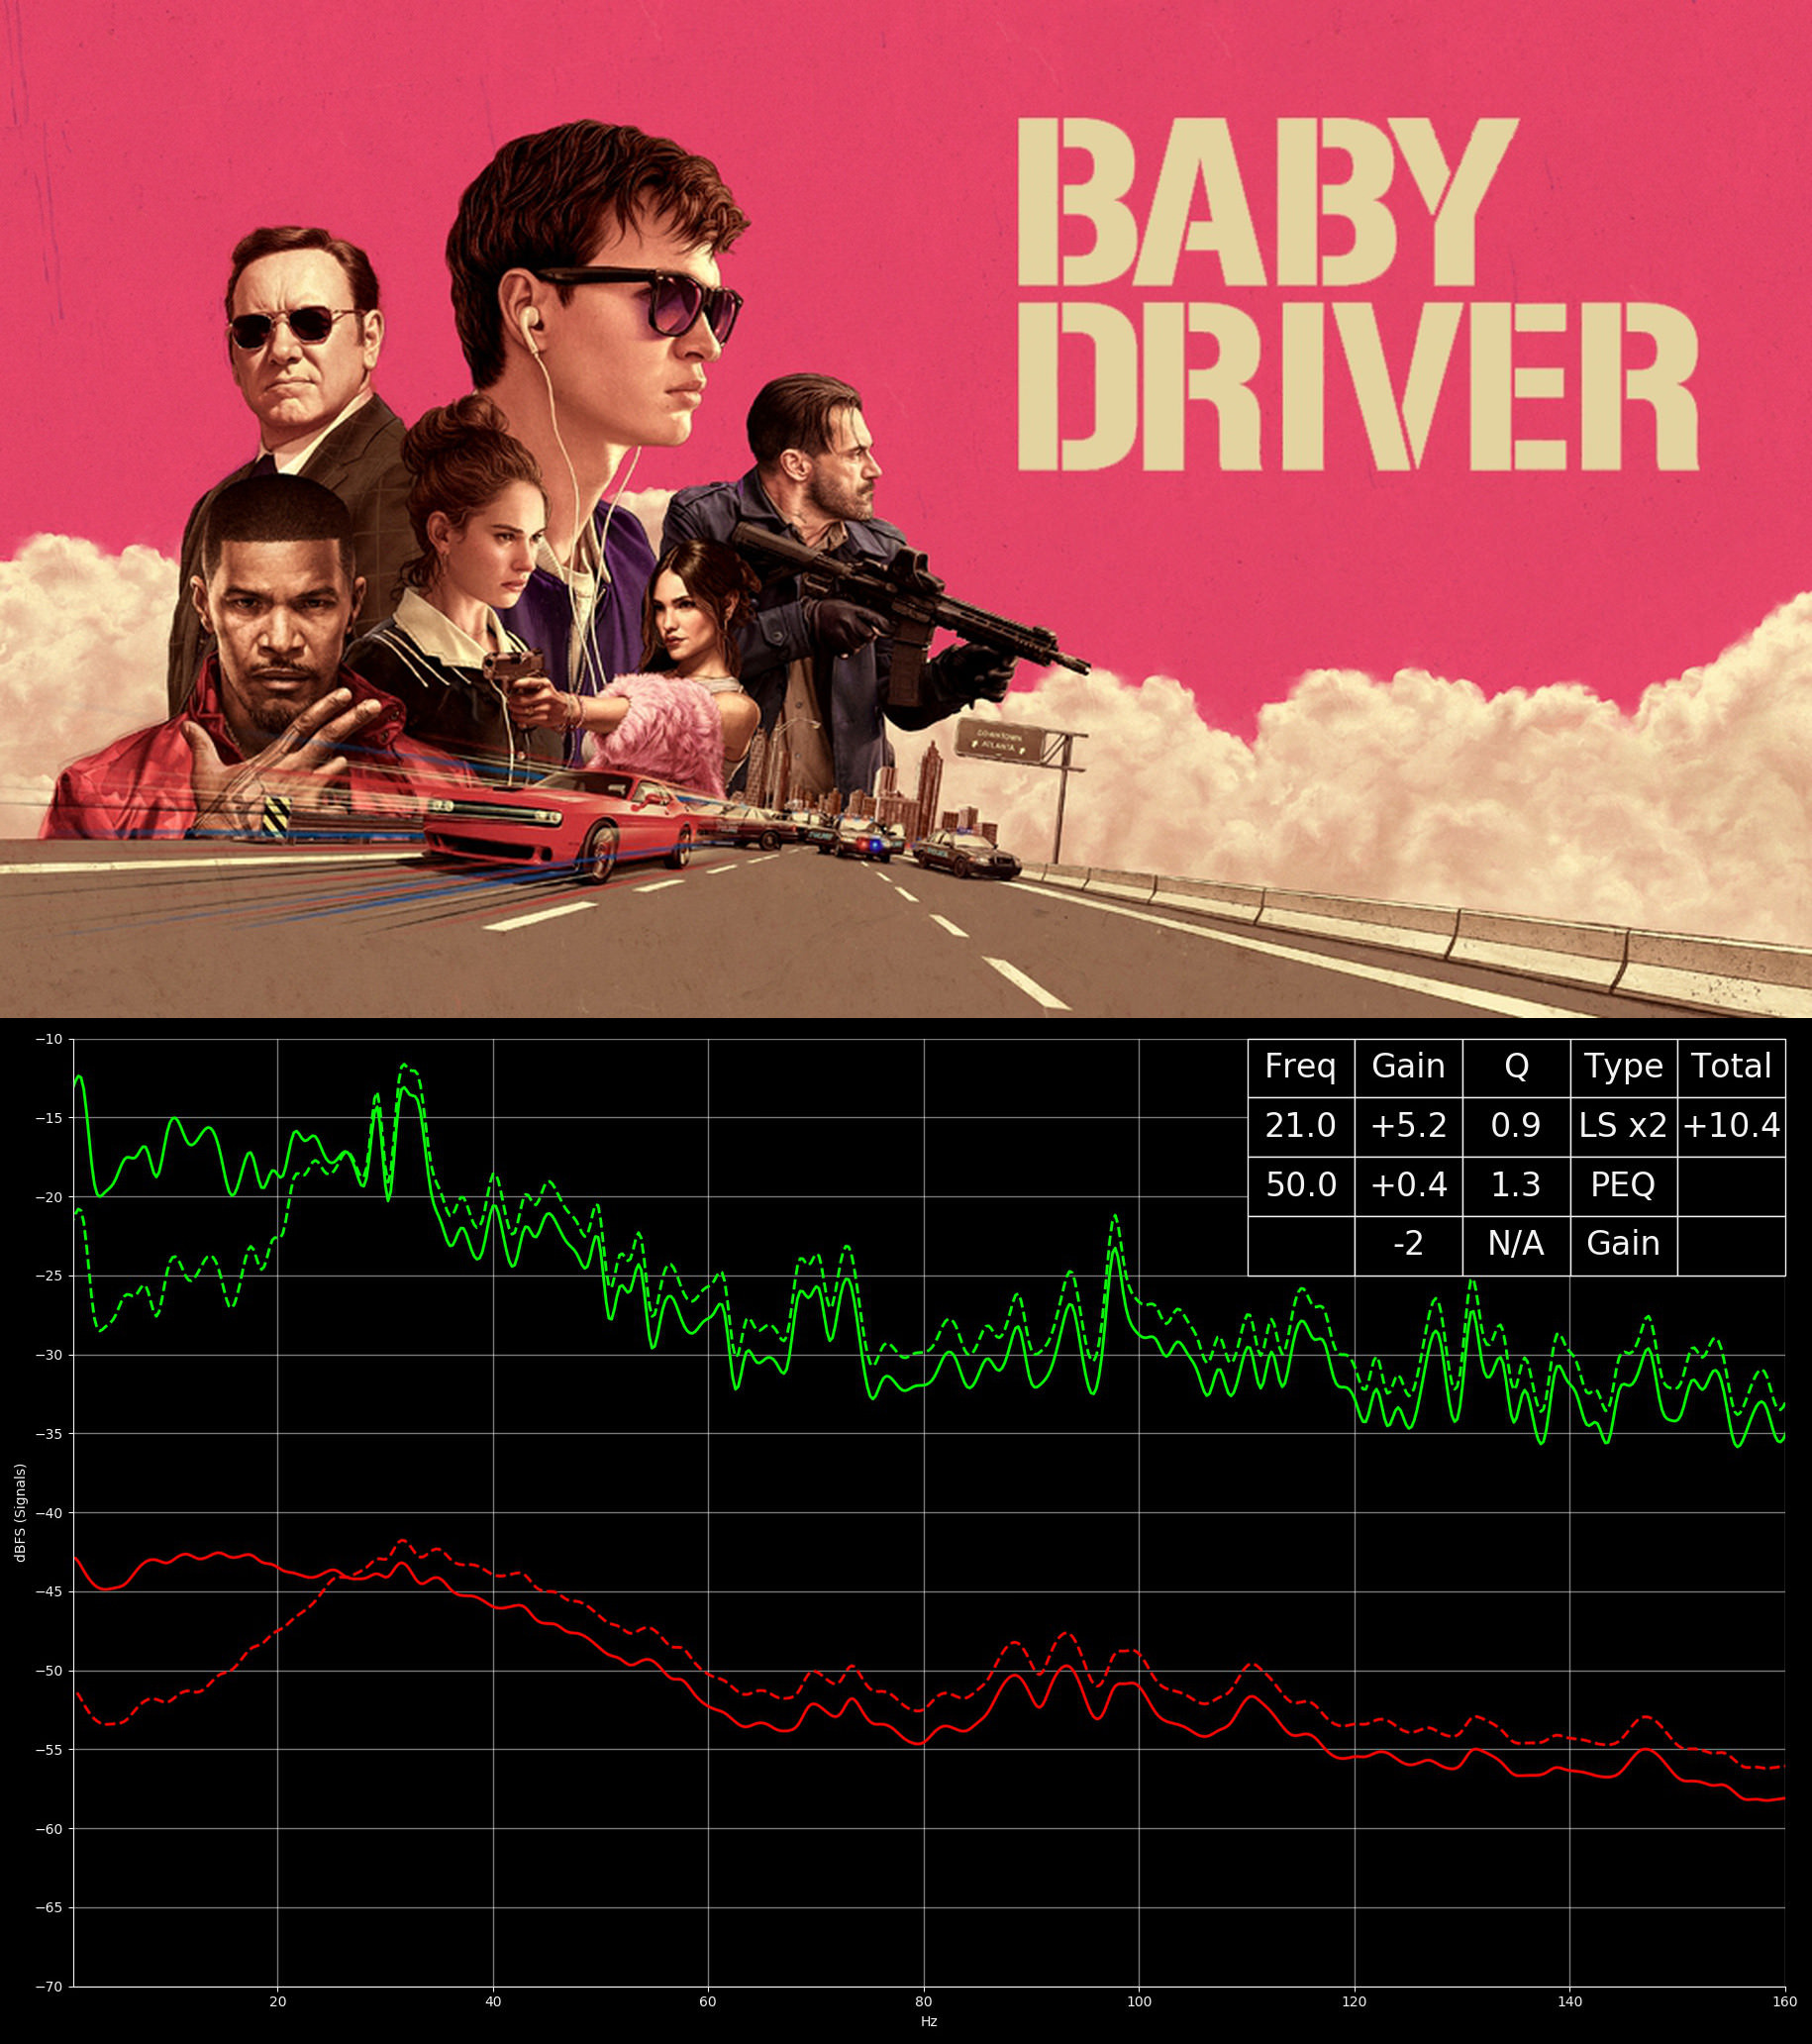 BABY
DRIVER
DOWNTOWN
ATLANTA
Freq Gain Q Type Total
21.0 +5.2 0.9 LS x2 +10.4
50.0 +0.4 1.3 PEQ
-2 N/A Gain
−10
−15
−20
−25
−30
−35
−40
−45
−50
−55
−60
−65
−70
dBFS (Signals)
20 40 60 80 100 120 140 160
Hz